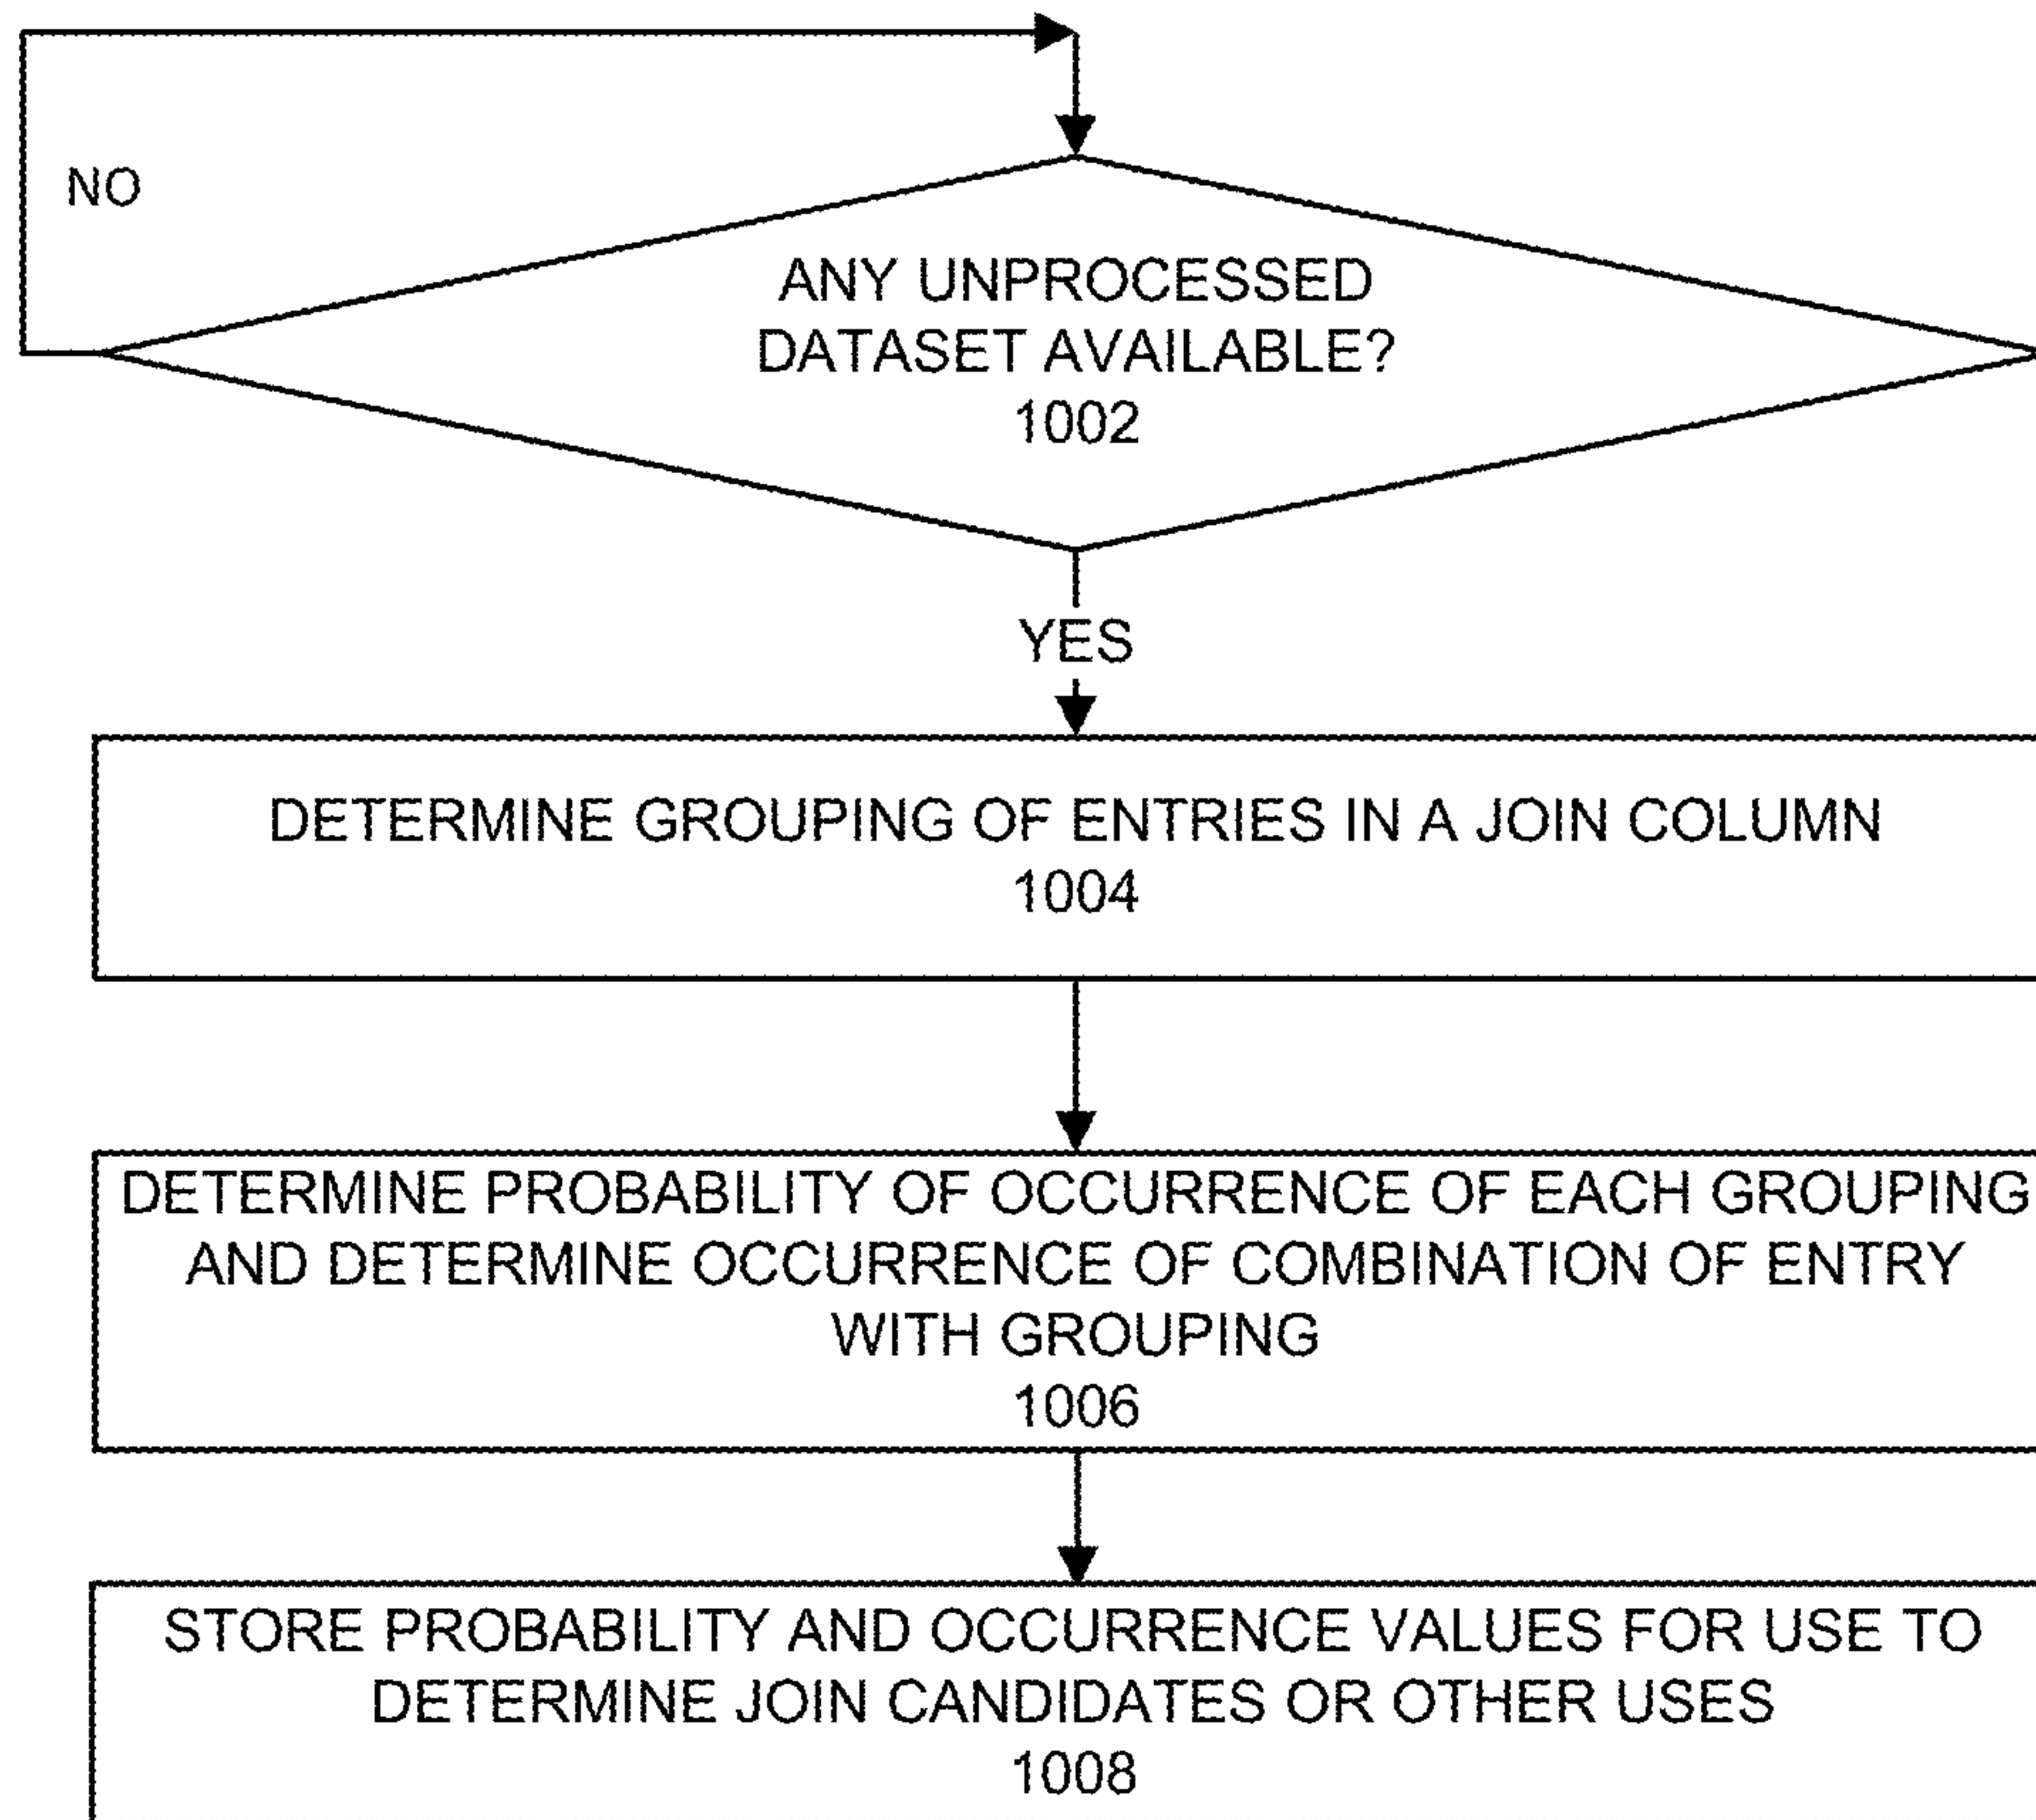 NO
ANY UNPROCESSED
DATASET AVAILABLE?
1002
YES
DETERMINE GROUPING OF ENTRIES IN A JOIN COLUMN
1004
DETERMINE PROBABILITY OF OCCURRENCE OF EACH GROUPING
AND DETERMINE OCCURRENCE OF COMBINATION OF ENTRY
WITH GROUPING
1006
STORE PROBABILITY AND OCCURRENCE VALUES FOR USE TO
DETERMINE JOIN CANDIDATES OR OTHER USES
1008